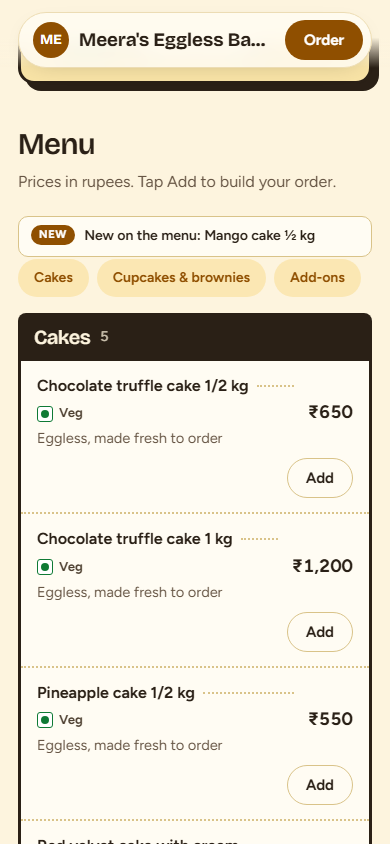 ME
Meera's Eggless Ba...
Order
Menu
Prices in rupees. Tap Add to build your order.
NEW
New on the menu: Mango cake ½ kg
Cakes
Cupcakes & brownies
Add-ons
Cakes 5
Chocolate truffle cake 1/2 kg
Veg
₹650
Eggless, made fresh to order
Add
Chocolate truffle cake 1 kg
Veg
₹1,200
Eggless, made fresh to order
Add
Pineapple cake 1/2 kg
Veg
₹550
Eggless, made fresh to order
Add